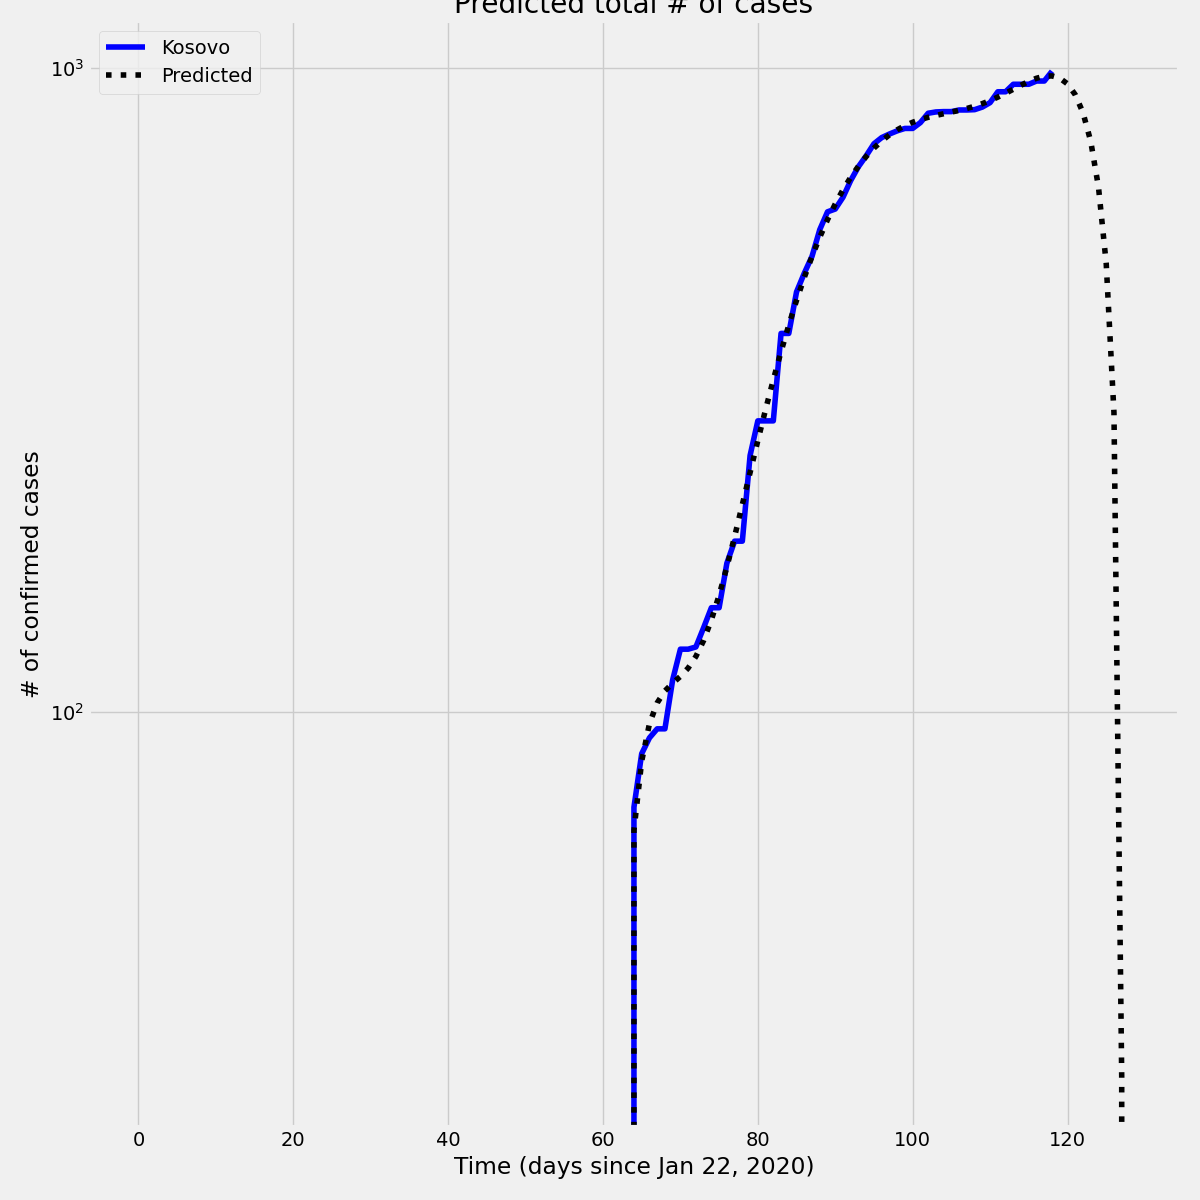 Predicted total # of cases
Kosovo
Predicted
10³
10²
# of confirmed cases
0 20 40 60 80 100 120
Time (days since Jan 22, 2020)